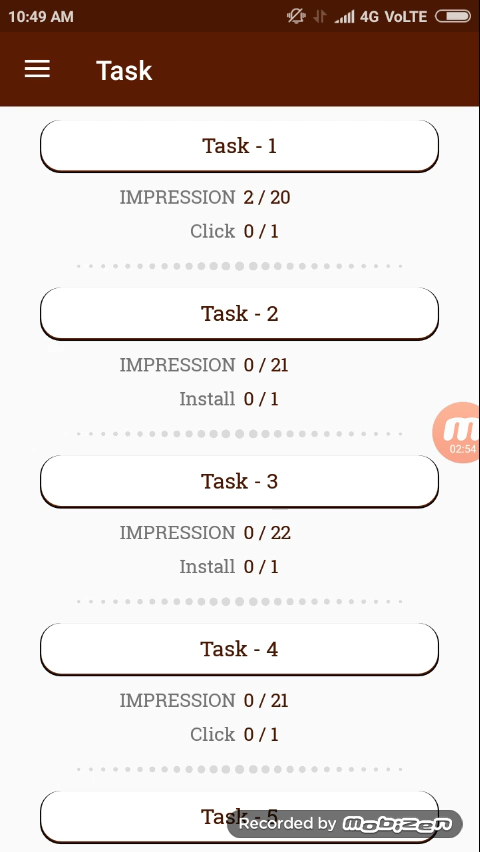 10:49 AM 4G VoLTE
Task
Task - 1
IMPRESSION 2 / 20
Click 0 / 1
Task - 2
IMPRESSION 0 / 21
Install 0 / 1
02:54
Task - 3
IMPRESSION 0 / 22
Install 0 / 1
Task - 4
IMPRESSION 0 / 21
Click 0 / 1
Task - 5
Recorded by mobizen